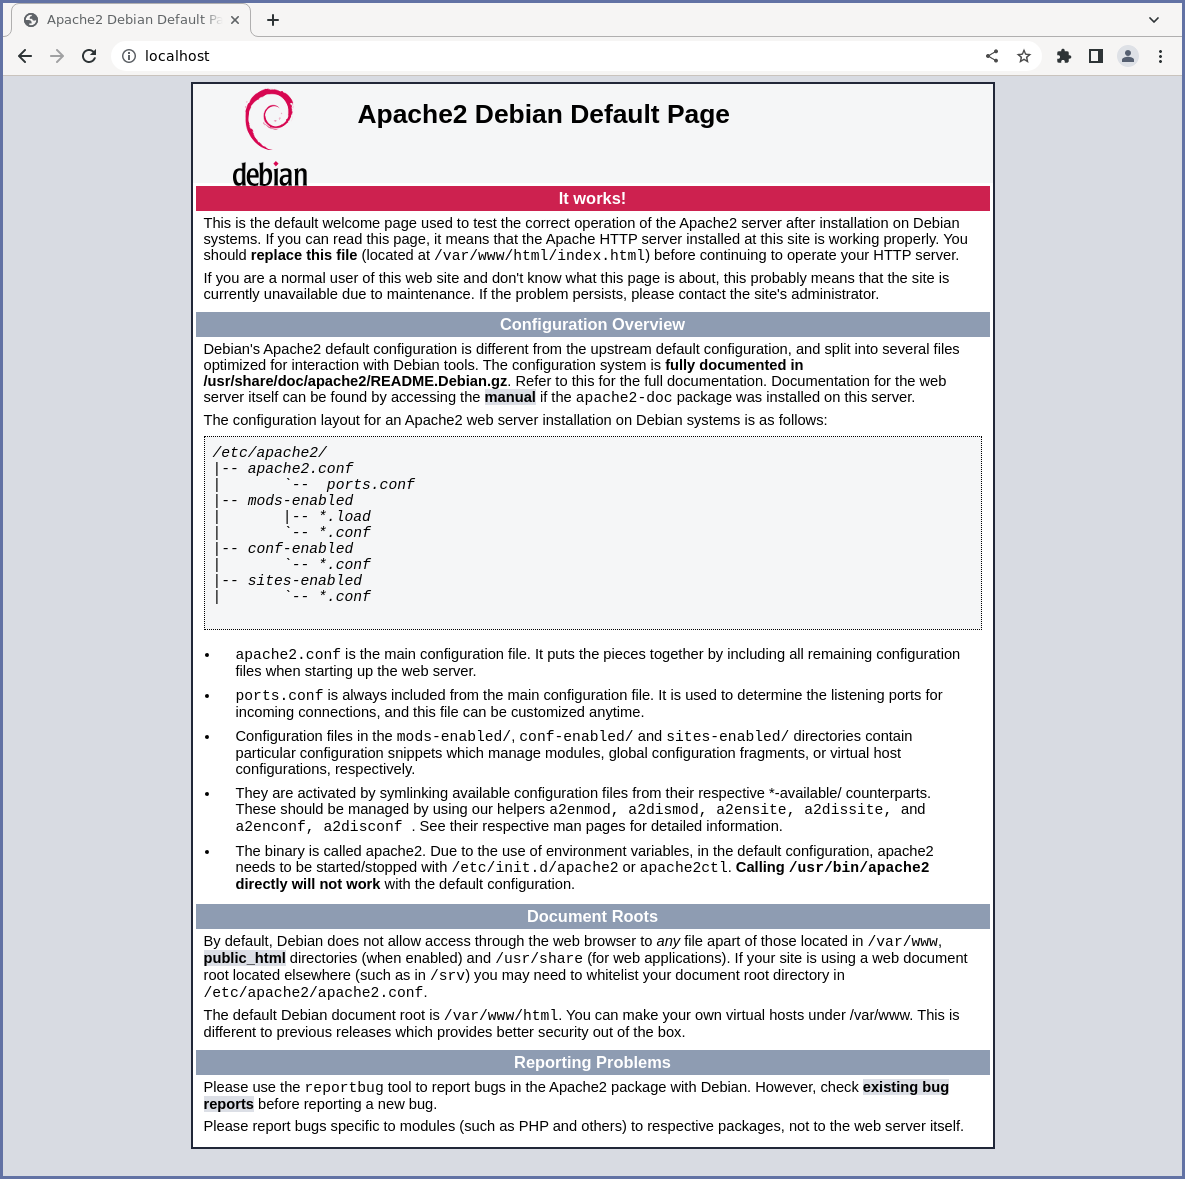 Apache2 Debian Default Pa
localhost
debian
Apache2 Debian Default Page
It works!
This is the default welcome page used to test the correct operation of the Apache2 server after installation on Debian
systems. If you can read this page, it means that the Apache HTTP server installed at this site is working properly. You
should replace this file (located at /var/www/html/index.html) before continuing to operate your HTTP server.
If you are a normal user of this web site and don't know what this page is about, this probably means that the site is
currently unavailable due to maintenance. If the problem persists, please contact the site's administrator.
Configuration Overview
Debian's Apache2 default configuration is different from the upstream default configuration, and split into several files
optimized for interaction with Debian tools. The configuration system is fully documented in
/usr/share/doc/apache2/README.Debian.gz. Refer to this for the full documentation. Documentation for the web
server itself can be found by accessing the manual if the apache2-doc package was installed on this server.
The configuration layout for an Apache2 web server installation on Debian systems is as follows:
/etc/apache2/
|-- apache2.conf
|       `--  ports.conf
|-- mods-enabled
|       |-- *.load
|       `-- *.conf
|-- conf-enabled
|       `-- *.conf
|-- sites-enabled
|       `-- *.conf
• apache2.conf is the main configuration file. It puts the pieces together by including all remaining configuration
files when starting up the web server.
• ports.conf is always included from the main configuration file. It is used to determine the listening ports for
incoming connections, and this file can be customized anytime.
• Configuration files in the mods-enabled/, conf-enabled/ and sites-enabled/ directories contain
particular configuration snippets which manage modules, global configuration fragments, or virtual host
configurations, respectively.
• They are activated by symlinking available configuration files from their respective *-available/ counterparts.
These should be managed by using our helpers a2enmod, a2dismod, a2ensite, a2dissite, and
a2enconf, a2disconf . See their respective man pages for detailed information.
• The binary is called apache2. Due to the use of environment variables, in the default configuration, apache2
needs to be started/stopped with /etc/init.d/apache2 or apache2ctl. Calling /usr/bin/apache2
directly will not work with the default configuration.
Document Roots
By default, Debian does not allow access through the web browser to any file apart of those located in /var/www,
public_html directories (when enabled) and /usr/share (for web applications). If your site is using a web document
root located elsewhere (such as in /srv) you may need to whitelist your document root directory in
/etc/apache2/apache2.conf.
The default Debian document root is /var/www/html. You can make your own virtual hosts under /var/www. This is
different to previous releases which provides better security out of the box.
Reporting Problems
Please use the reportbug tool to report bugs in the Apache2 package with Debian. However, check existing bug
reports before reporting a new bug.
Please report bugs specific to modules (such as PHP and others) to respective packages, not to the web server itself.